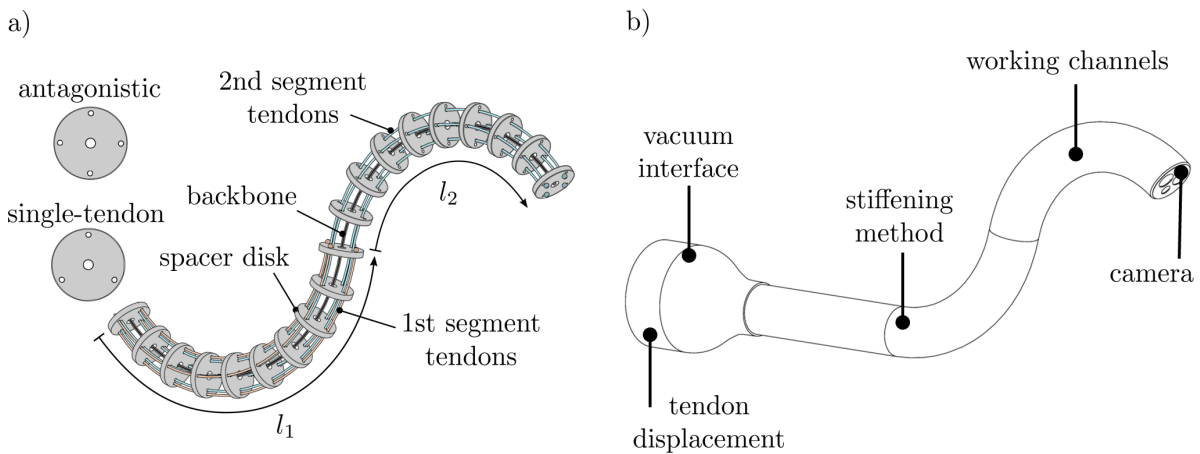 a)
antagonistic
single-tendon
2nd segment
tendons
backbone
spacer disk
l2
1st segment
tendons
l1
b)
working channels
vacuum
interface
stiffening
method
camera
tendon
displacement